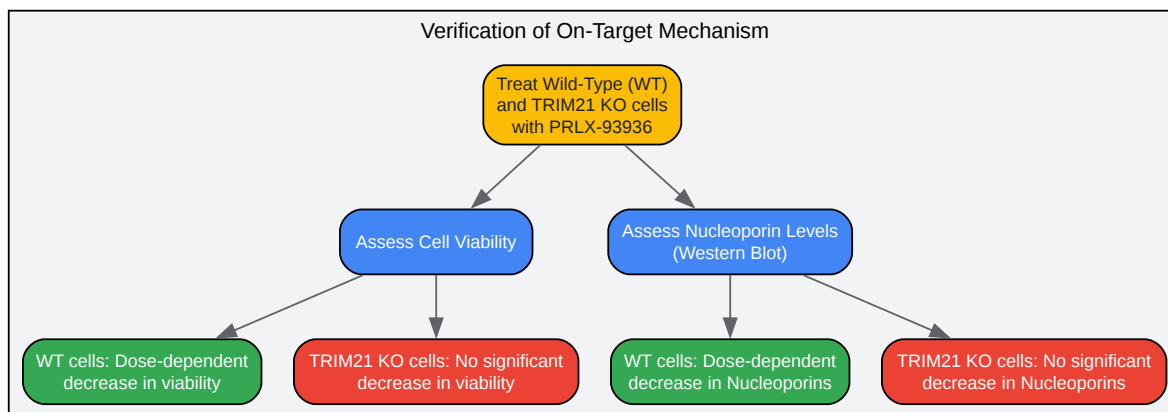 Verification of On-Target Mechanism
Treat Wild-Type (WT)
and TRIM21 KO cells
with PRLX-93936
Assess Cell Viability
Assess Nucleoporin Levels
(Western Blot)
WT cells: Dose-dependent
decrease in viability
TRIM21 KO cells: No significant
decrease in viability
WT cells: Dose-dependent
decrease in Nucleoporins
TRIM21 KO cells: No significant
decrease in Nucleoporins